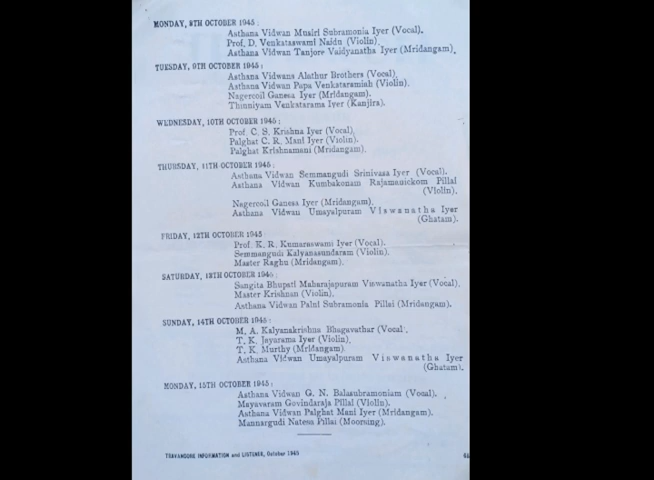 MONDAY, 8TH OCTOBER 1945:
Asthana Vidwan Musiri Subramonia Iyer (Vocal).
Prof. D. Venkataswami Naidu (Violin)
Asthana Vidwan Tanjore Vaidyanatha Iyer (Mridangam).
TUESDAY, 9TH OCTOBER 1945:
Asthana Vidwans Alathur Brothers (Vocal)
Asthana Vidwan Papa Venkataramiah (Violin).
Nagercoil Ganesa Iyer (Mridangam).
Thinniyam Venkatarama Iyer (Kanjira).
WEDNESDAY, 10TH OCTOBER 1945:
Prof. C. S. Krishna Iyer (Vocal)
Palghat C. R. Mani Iyer (Violin).
Palghat Krishnamani (Mridangam).
THURSDAY, 11TH OCTOBER 1945:
Asthana Vidwan Semmangudi Srinivasa Iyer (Vocal).
Asthana Vidwan Kumbakonam Rajamanickom Pillai
(Violin).
Nagercoil Ganesa Iyer (Mridangam).
Asthana Vidwan Umayalpuram Viswanatha Iyer
(Ghatam).
FRIDAY, 12TH OCTOBER 1945:
Prof. K. R. Kumaraswami Iyer (Vocal).
Semmangudi Kalyanasundaram (Violin).
Master Raghu (Mridangam).
SATURDAY, 13TH OCTOBER 1945:
Sangita Bhupati Maharajapuram Viswanatha Iyer (Vocal).
Master Krishnan (Violin).
Asthana Vidwan Palni Subramonia Pillai (Mridangam).
SUNDAY, 14TH OCTOBER 1945:
M. A. Kalyanakrishna Bhagavathar (Vocal).
T. K. Jayarama Iyer (Violin).
T. K. Murthy (Mridangam)
Asthana Vidwan Umayalpuram Viswanatha Iyer
(Ghatam).
MONDAY, 15TH OCTOBER 1945:
Asthana Vidwan G. N. Balasubramoniam (Vocal).
Mayavaram Govindaraja Pillai (Violin).
Asthana Vidwan Palghat Mani Iyer (Mridangam).
Mannargudi Natesa Pillai (Moorsing).
TRAVANCORE INFORMATION and LISTENER, October 1945